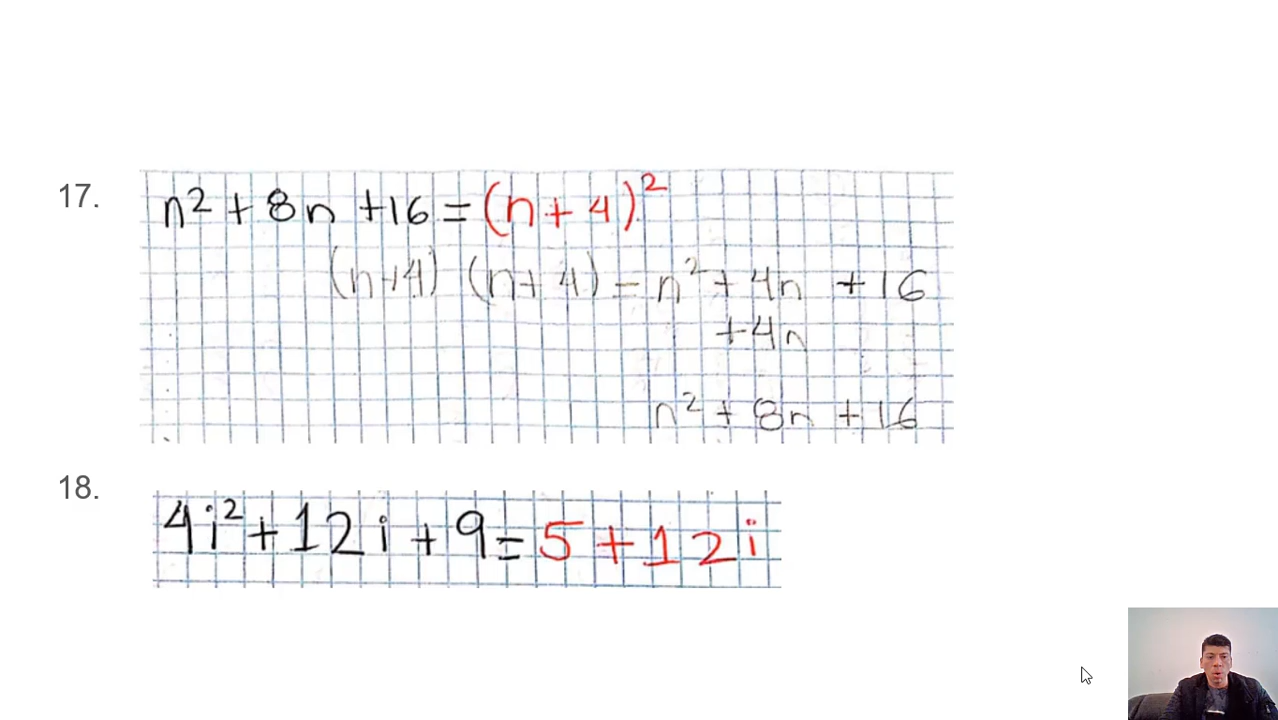 17.
n² + 8n + 16 = (n + 4)²
(n+4) (n+4) = n² + 4n + 16
+4n
n² + 8n + 16
18.
4i² + 12i + 9 = 5 + 12i